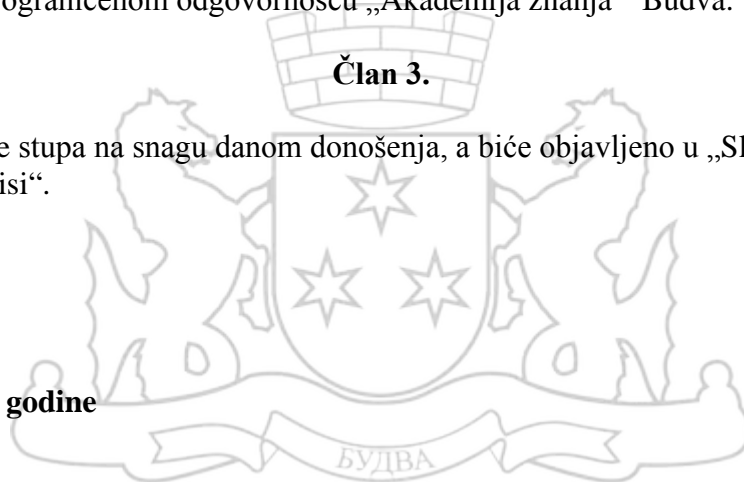 ograničenom odgovornošću „Akademija znanja“ Budva.
Član 3.
e stupa na snagu danom donošenja, a biće objavljeno u „Sl
isi“.
godine
БУДВА